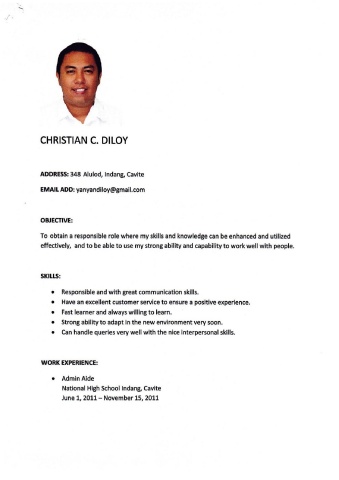 CHRISTIAN C. DILOY
ADDRESS: 348 Alulod, Indang, Cavite
EMAIL ADD: yanyandiloy@gmail.com
OBJECTIVE:
To obtain a responsible role where my skills and knowledge can be enhanced and utilized
effectively, and to be able to use my strong ability and capability to work well with people.
SKILLS:
• Responsible and with great communication skills.
• Have an excellent customer service to ensure a positive experience.
• Fast learner and always willing to learn.
• Strong ability to adapt in the new environment very soon.
• Can handle queries very well with the nice interpersonal skills.
WORK EXPERIENCE:
• Admin Aide
National High School Indang, Cavite
June 1, 2011 – November 15, 2011